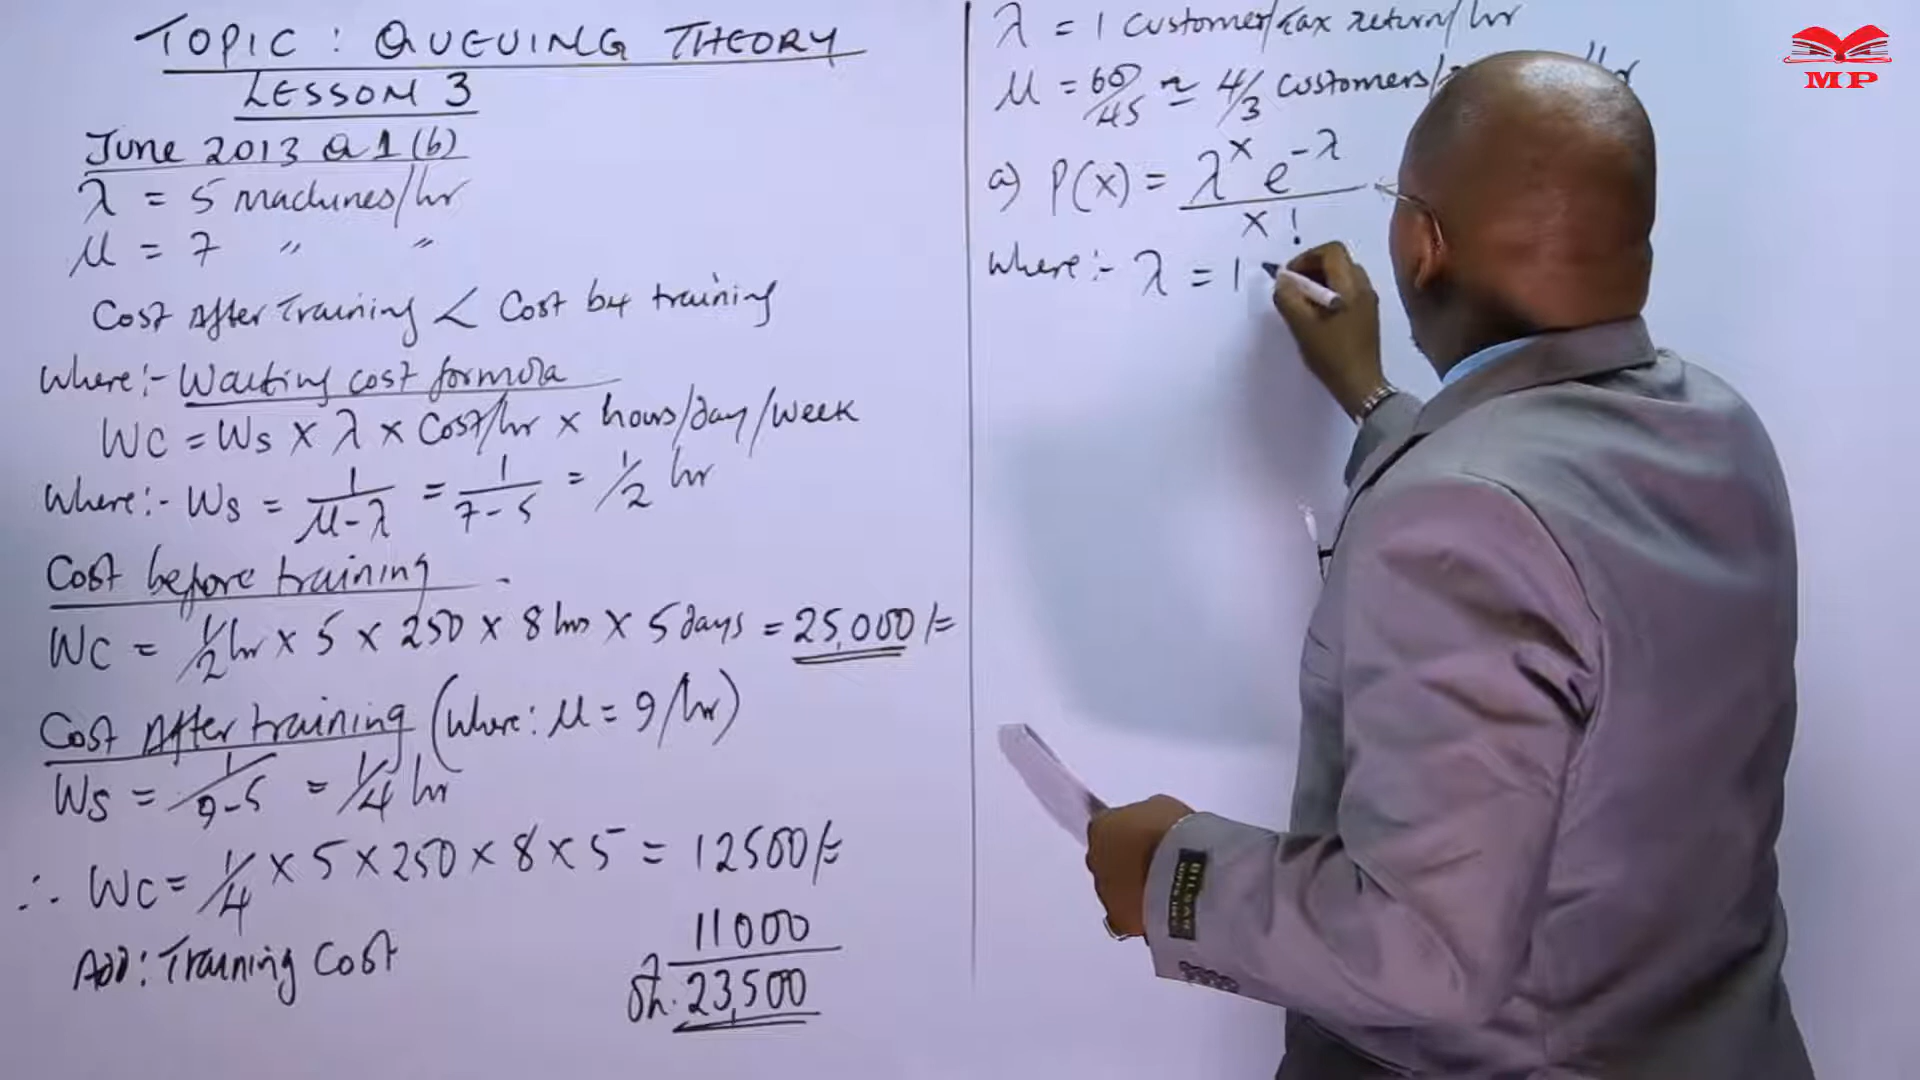 TOPIC : QUEUING THEORY
LESSON 3
June 2013 Q1(b)
λ = 5 machines/hr
μ = 7 " "
Cost After Training < Cost b4 training
Where:- Waiting cost formula
WC = Ws × λ × Cost/hr × hours/day/week
Where:- Ws = 1/μ-λ = 1/7-5 = 1/2 hr
Cost before training
WC = 1/2 hr × 5 × 250 × 8 hrs × 5 days = 25,000/=
Cost After training (Where: μ = 9/hr)
Ws = 1/9-5 = 1/4 hr
∴ WC = 1/4 × 5 × 250 × 8 × 5 = 12500/=
Add: Training Cost 11000
Sh. 23,500
λ = 1 customer/tax return/hr
μ = 60/45 ≃ 4/3 customers/ /hr
a) P(x) = λ^x e^-λ / x!
Where:- λ = 1
MP
BILSAR